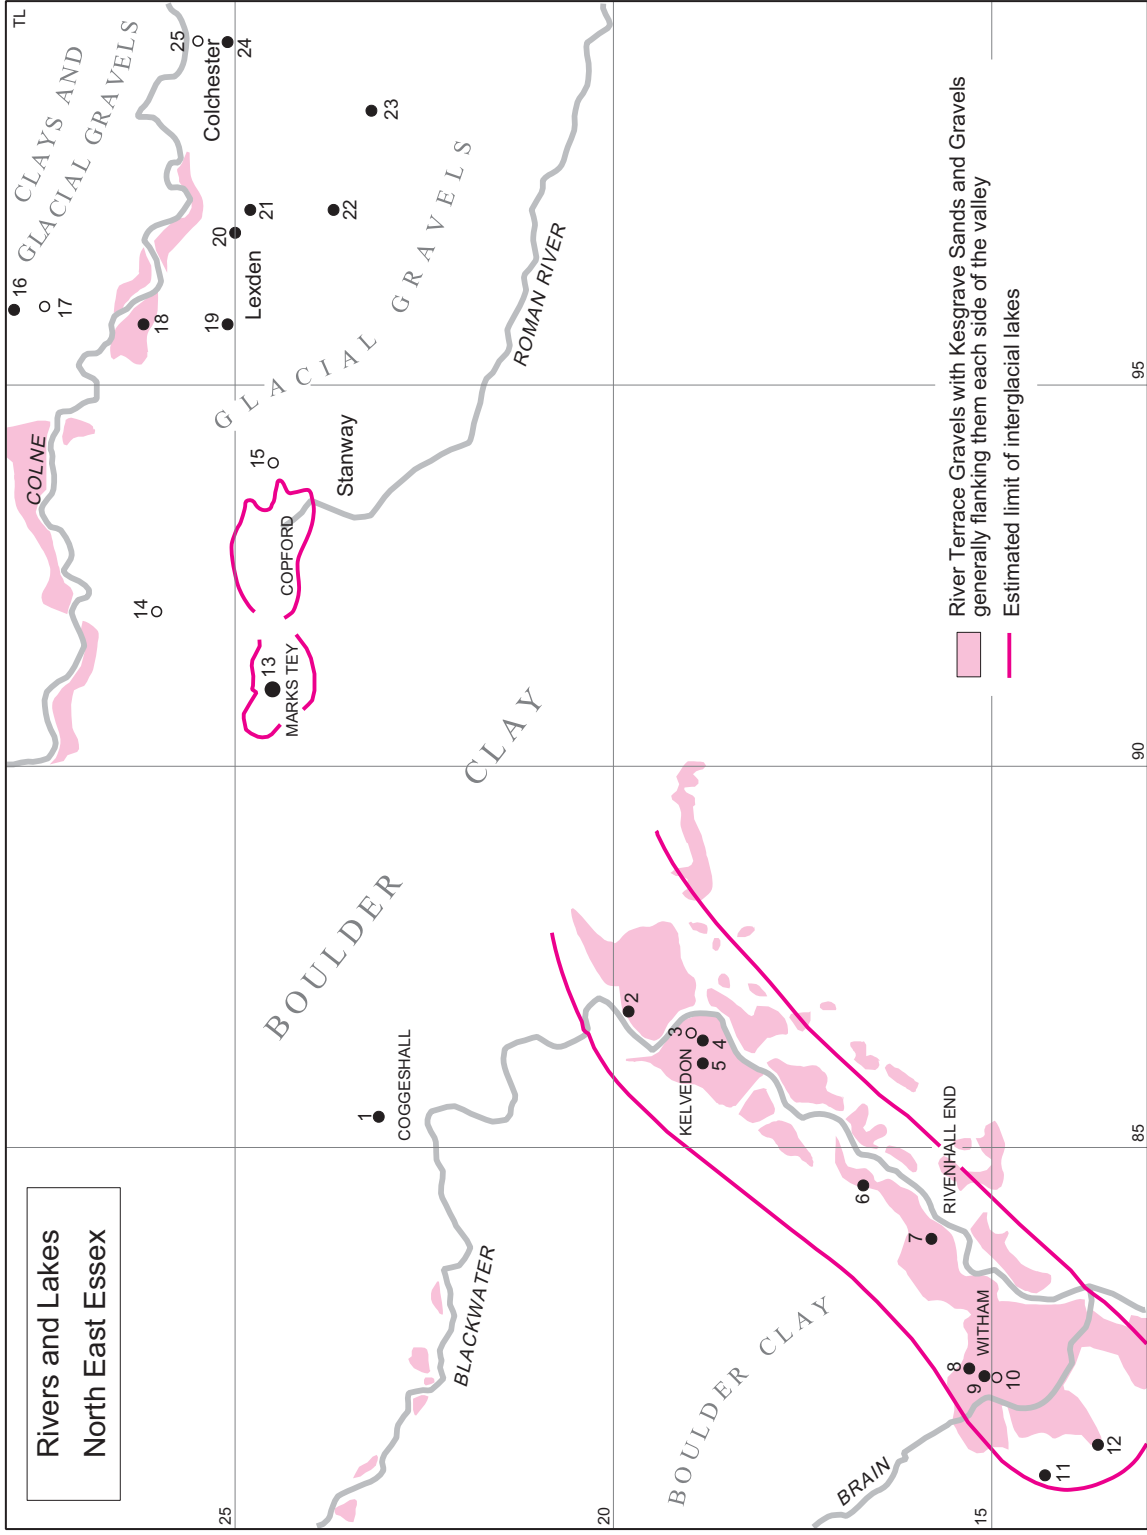 Rivers and Lakes
North East Essex
TL
CLAYS AND
GLACIAL GRAVELS
COLNE
16
17
18
25
24
Colchester
14
15
19
20
21
22
23
Lexden
GLACIAL GRAVELS
ROMAN RIVER
Stanway
COPFORD
13
MARKS TEY
BOULDER CLAY
1
COGGESHALL
BLACKWATER
2
3
4
5
KELVEDON
6
7
RIVENHALL END
BOULDER CLAY
8
9
10
WITHAM
11
12
BRAIN
25
20
15
85
90
95
River Terrace Gravels with Kesgrave Sands and Gravels
generally flanking them each side of the valley
Estimated limit of interglacial lakes